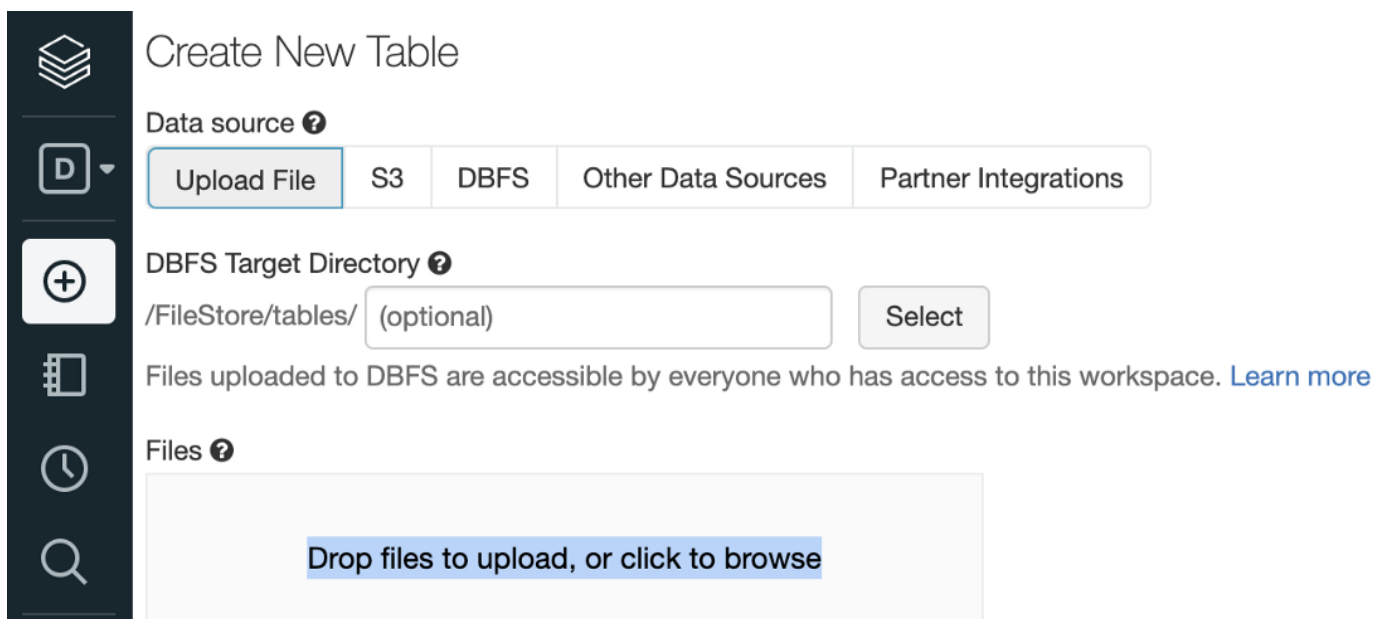 Create New Table
Data source ?
D
Upload File S3 DBFS Other Data Sources Partner Integrations
DBFS Target Directory ?
/FileStore/tables/ (optional) Select
Files uploaded to DBFS are accessible by everyone who has access to this workspace. Learn more
Files ?
Drop files to upload, or click to browse